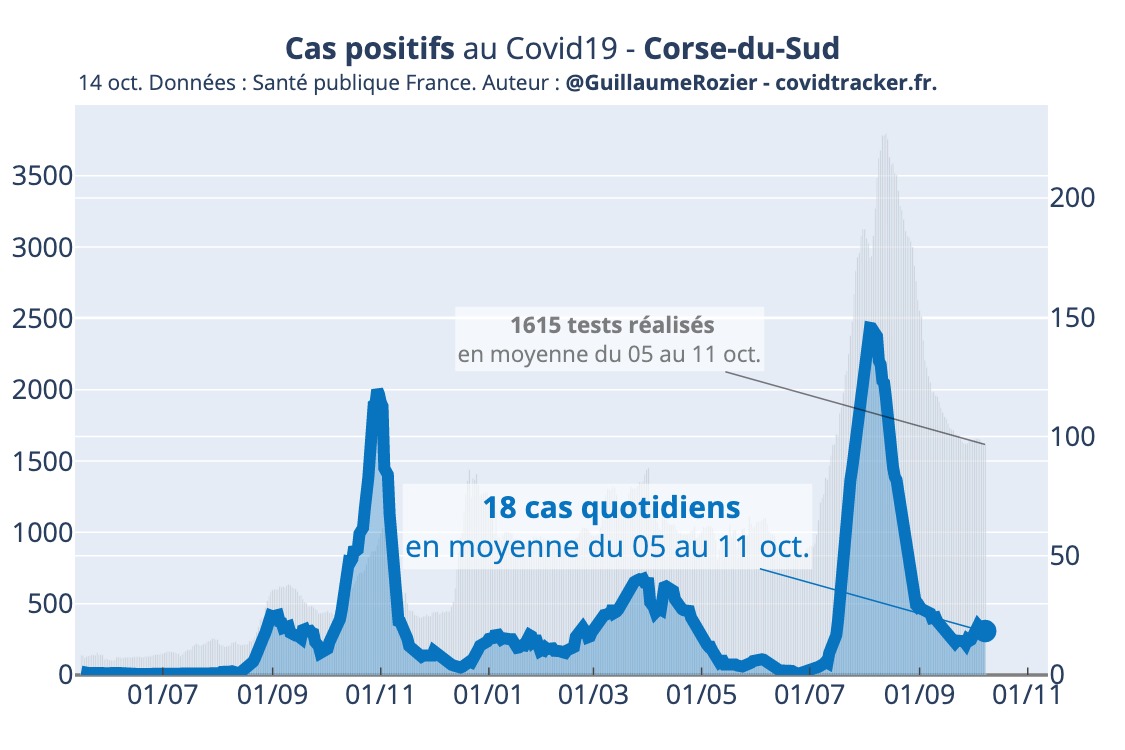 Cas positifs au Covid19 - Corse-du-Sud
14 oct. Données : Santé publique France. Auteur : @GuillaumeRozier - covidtracker.fr.
3500
3000
2500
2000
1500
1000
500
0
200
150
100
50
0
1615 tests réalisés
en moyenne du 05 au 11 oct.
18 cas quotidiens
en moyenne du 05 au 11 oct.
01/07 01/09 01/11 01/01 01/03 01/05 01/07 01/09 01/11